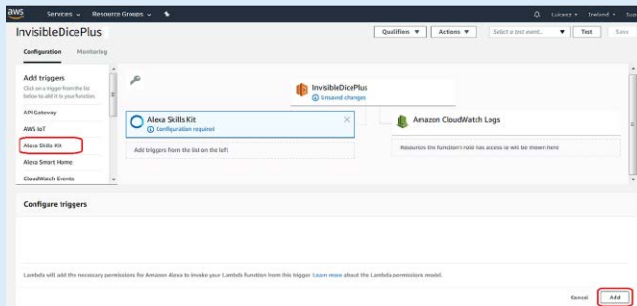 aws Services Resource Groups Ireland
InvisibleDicePlus Qualifiers Actions Select a test event.. Test Save
Configuration Monitoring
Add triggers
Click on a trigger from the list
below to add it to your function.
API Gateway
AWS IoT
Alexa Skills Kit
Alexa Smart Home
CloudWatch Events
InvisibleDicePlus
Unsaved changes
Alexa Skills Kit
Configuration required
Add triggers from the list on the left
Amazon CloudWatch Logs
Resources the function's role has access to will be shown here
Configure triggers
Lambda will add the necessary permissions for Amazon Alexa to invoke your Lambda function from this trigger. Learn more about the Lambda permissions model.
Cancel Add